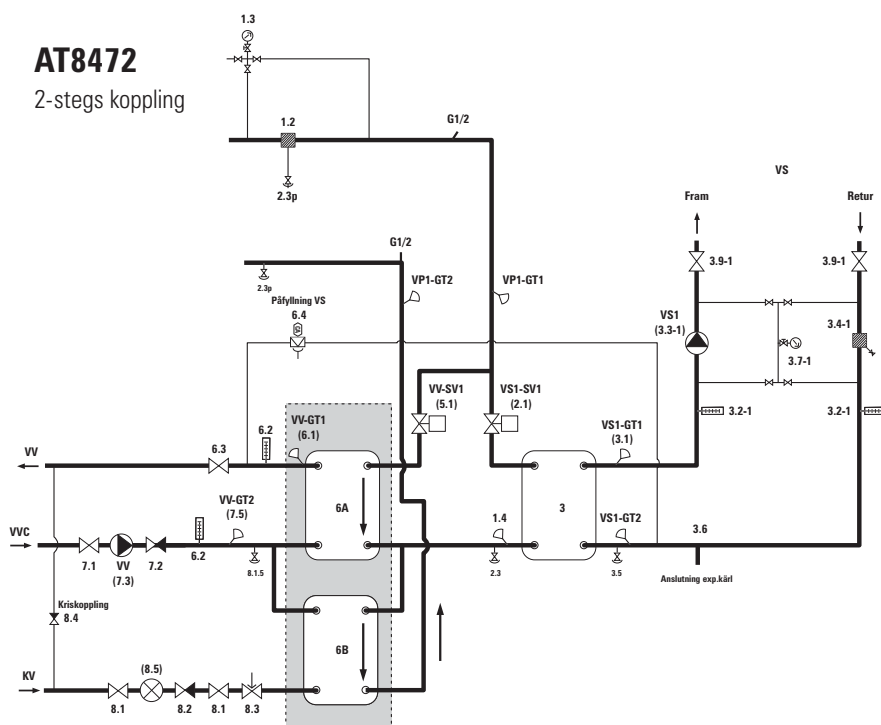 AT8472
2-stegs koppling
1.3
1.2
2.3p
G1/2
VS
Fram
Retur
G1/2
2.3p
VP1-GT2
VP1-GT1
3.9-1
3.9-1
Påfyllning VS
6.4
VS1
(3.3-1)
3.4-1
3.7-1
VV-SV1
(5.1)
VS1-SV1
(2.1)
3.2-1
3.2-1
VV-GT1
(6.1)
VS1-GT1
(3.1)
VV
6.3
6.2
VV-GT2
(7.5)
6A
3
VVC
7.1
VV
(7.3)
7.2
6.2
8.1.5
1.4
2.3
VS1-GT2
3.5
3.6
Anslutning exp.kärl
Kriskoppling
8.4
6B
KV
8.1
(8.5)
8.2
8.1
8.3